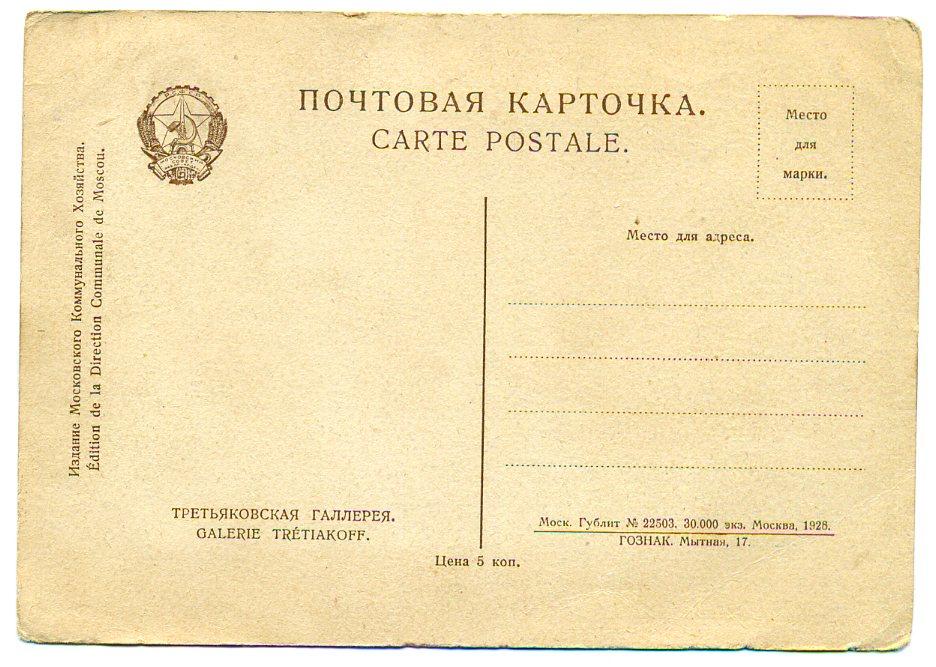 ПОЧТОВАЯ КАРТОЧКА.
CARTE POSTALE.
Место
для
марки.
Место для адреса.
Издание Московского Коммунального Хозяйства.
Édition de la Direction Communale de Moscou.
ТРЕТЬЯКОВСКАЯ ГАЛЛЕРЕЯ.
GALERIE TRÉTIAKOFF.
Моск. Гублит № 22503. 30.000 экз. Москва, 1926.
ГОЗНАК. Мытная, 17.
Цена 5 коп.